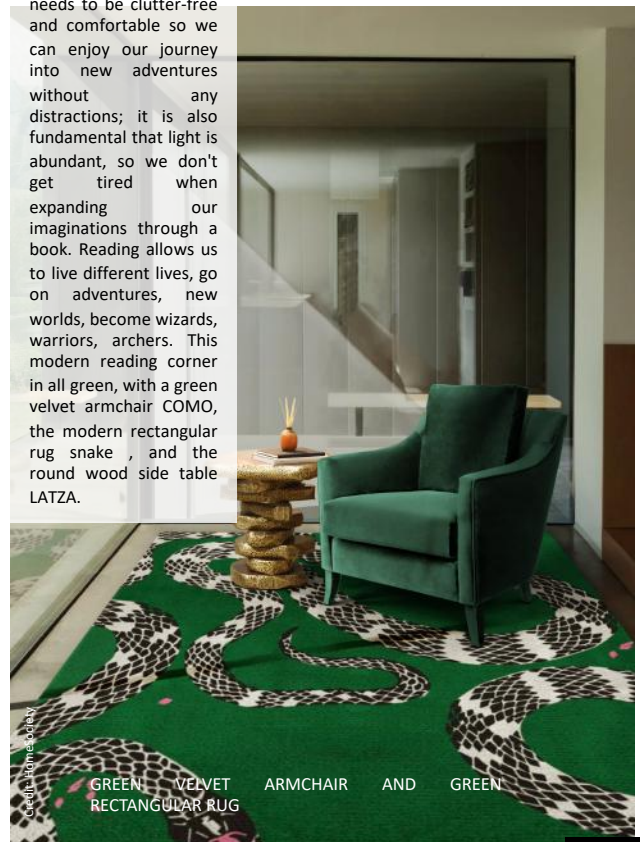 needs to be clutter-free
and comfortable so we
can enjoy our journey
into new adventures
without any
distractions; it is also
fundamental that light is
abundant, so we don't
get tired when
expanding our
imaginations through a
book. Reading allows us
to live different lives, go
on adventures, new
worlds, become wizards,
warriors, archers. This
modern reading corner
in all green, with a green
velvet armchair COMO,
the modern rectangular
rug snake , and the
round wood side table
LATZA.
Credit: HomeSociety
GREEN VELVET ARMCHAIR AND GREEN
RECTANGULAR RUG